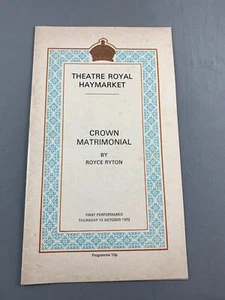 THEATRE ROYAL
HAYMARKET
CROWN
MATRIMONIAL
BY
ROYCE RYTON
FIRST PERFORMANCE
THURSDAY 19 OCTOBER 1972
Programme 10p